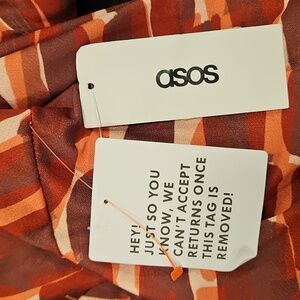 asos
HEY!
JUST SO YOU
KNOW, WE
CAN'T ACCEPT
RETURNS ONCE
THIS TAG IS
REMOVED!